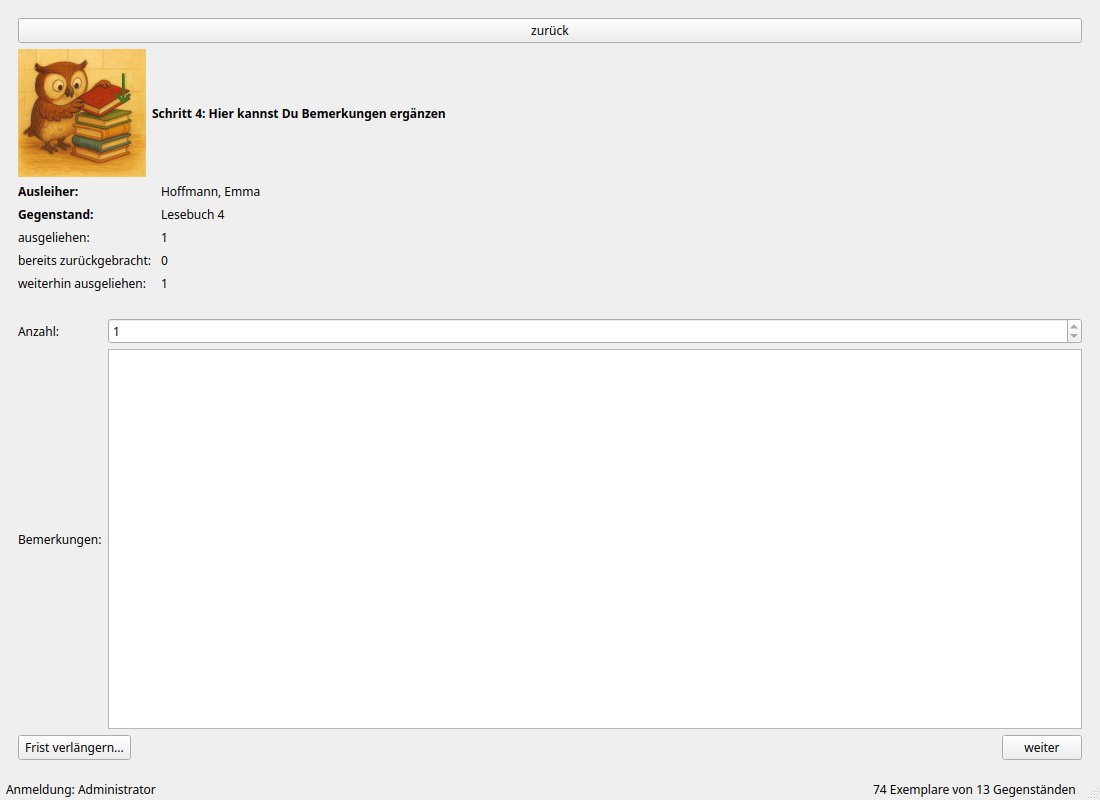 zurück
Schritt 4: Hier kannst Du Bemerkungen ergänzen
Ausleiher: Hoffmann, Emma
Gegenstand: Lesebuch 4
ausgeliehen: 1
bereits zurückgebracht: 0
weiterhin ausgeliehen: 1
Anzahl: 1
Bemerkungen:
Frist verlängern... weiter
Anmeldung: Administrator 74 Exemplare von 13 Gegenständen